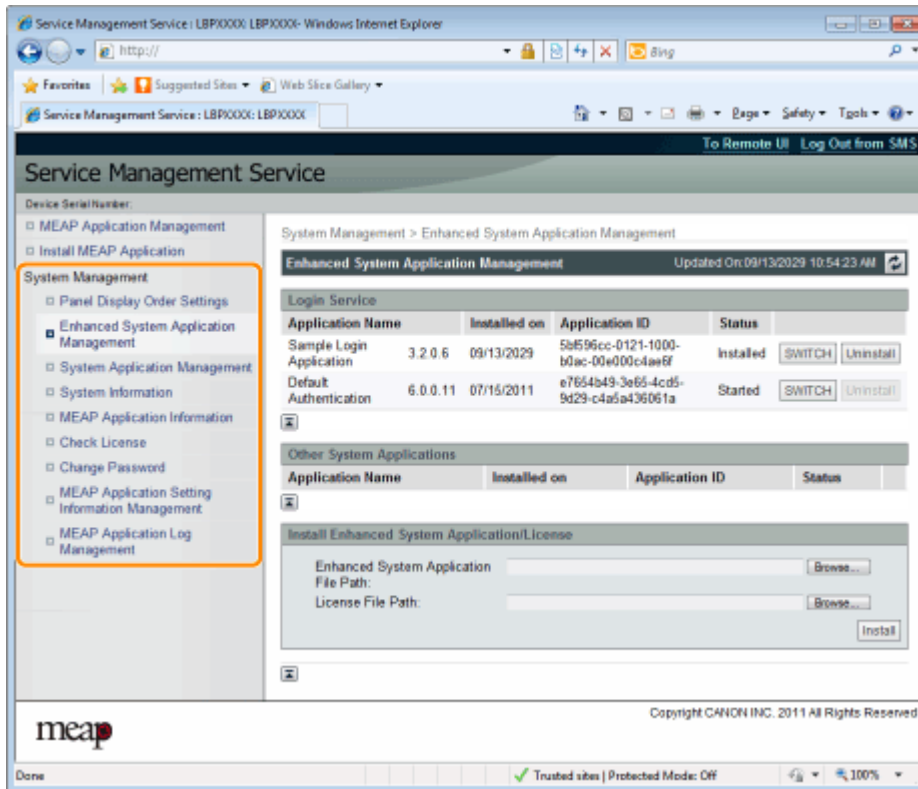 Service Management Service : LBPXXXX: LBPXXXX- Windows Internet Explorer
http://
Bing
Favorites
Suggested Sites
Web Slice Gallery
Service Management Service : LBPXXXX: LBPXXXX
Page
Safety
Tools
To Remote UI
Log Out from SMS
Service Management Service
Device Serial Number:
MEAP Application Management
Install MEAP Application
System Management
Panel Display Order Settings
Enhanced System Application
Management
System Application Management
System Information
MEAP Application Information
Check License
Change Password
MEAP Application Setting
Information Management
MEAP Application Log
Management
System Management > Enhanced System Application Management
Enhanced System Application Management
Updated On:09/13/2029 10:54:23 AM
Login Service
Application Name Installed on Application ID Status
Sample Login
Application 3.2.0.6 09/13/2029 5bf596cc-0121-1000-
b0ac-00e000c4ae6f Installed SWITCH Uninstall
Default
Authentication 6.0.0.11 07/15/2011 e7654b49-3e65-4cd5-
9d29-c4a5a436061a Started SWITCH Uninstall
Other System Applications
Application Name Installed on Application ID Status
Install Enhanced System Application/License
Enhanced System Application
File Path: Browse...
License File Path: Browse...
Install
meap
Copyright CANON INC. 2011 All Rights Reserved
Done
Trusted sites | Protected Mode: Off
100%